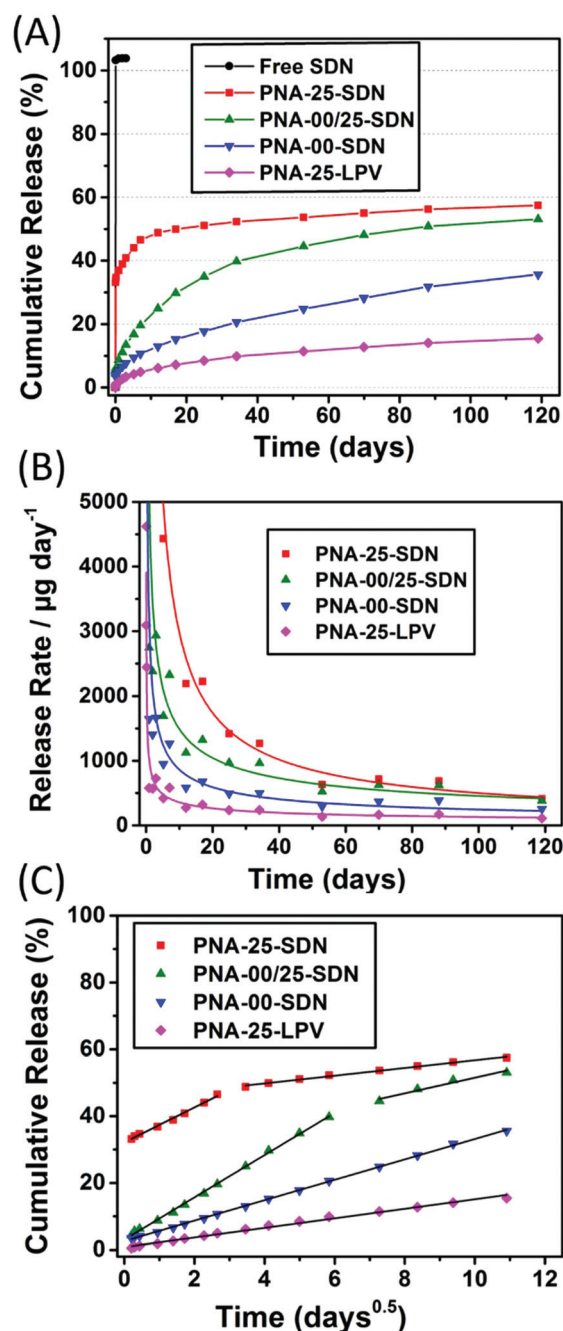 (A)
Cumulative Release (%)
100
80
60
40
20
0
Free SDN
PNA-25-SDN
PNA-00/25-SDN
PNA-00-SDN
PNA-25-LPV
0 20 40 60 80 100 120
Time (days)
(B)
Release Rate / µg day⁻¹
5000
4000
3000
2000
1000
0
PNA-25-SDN
PNA-00/25-SDN
PNA-00-SDN
PNA-25-LPV
0 20 40 60 80 100 120
Time (days)
(C)
Cumulative Release (%)
100
80
60
40
20
0
PNA-25-SDN
PNA-00/25-SDN
PNA-00-SDN
PNA-25-LPV
0 2 4 6 8 10 12
Time (days⁰·⁵)